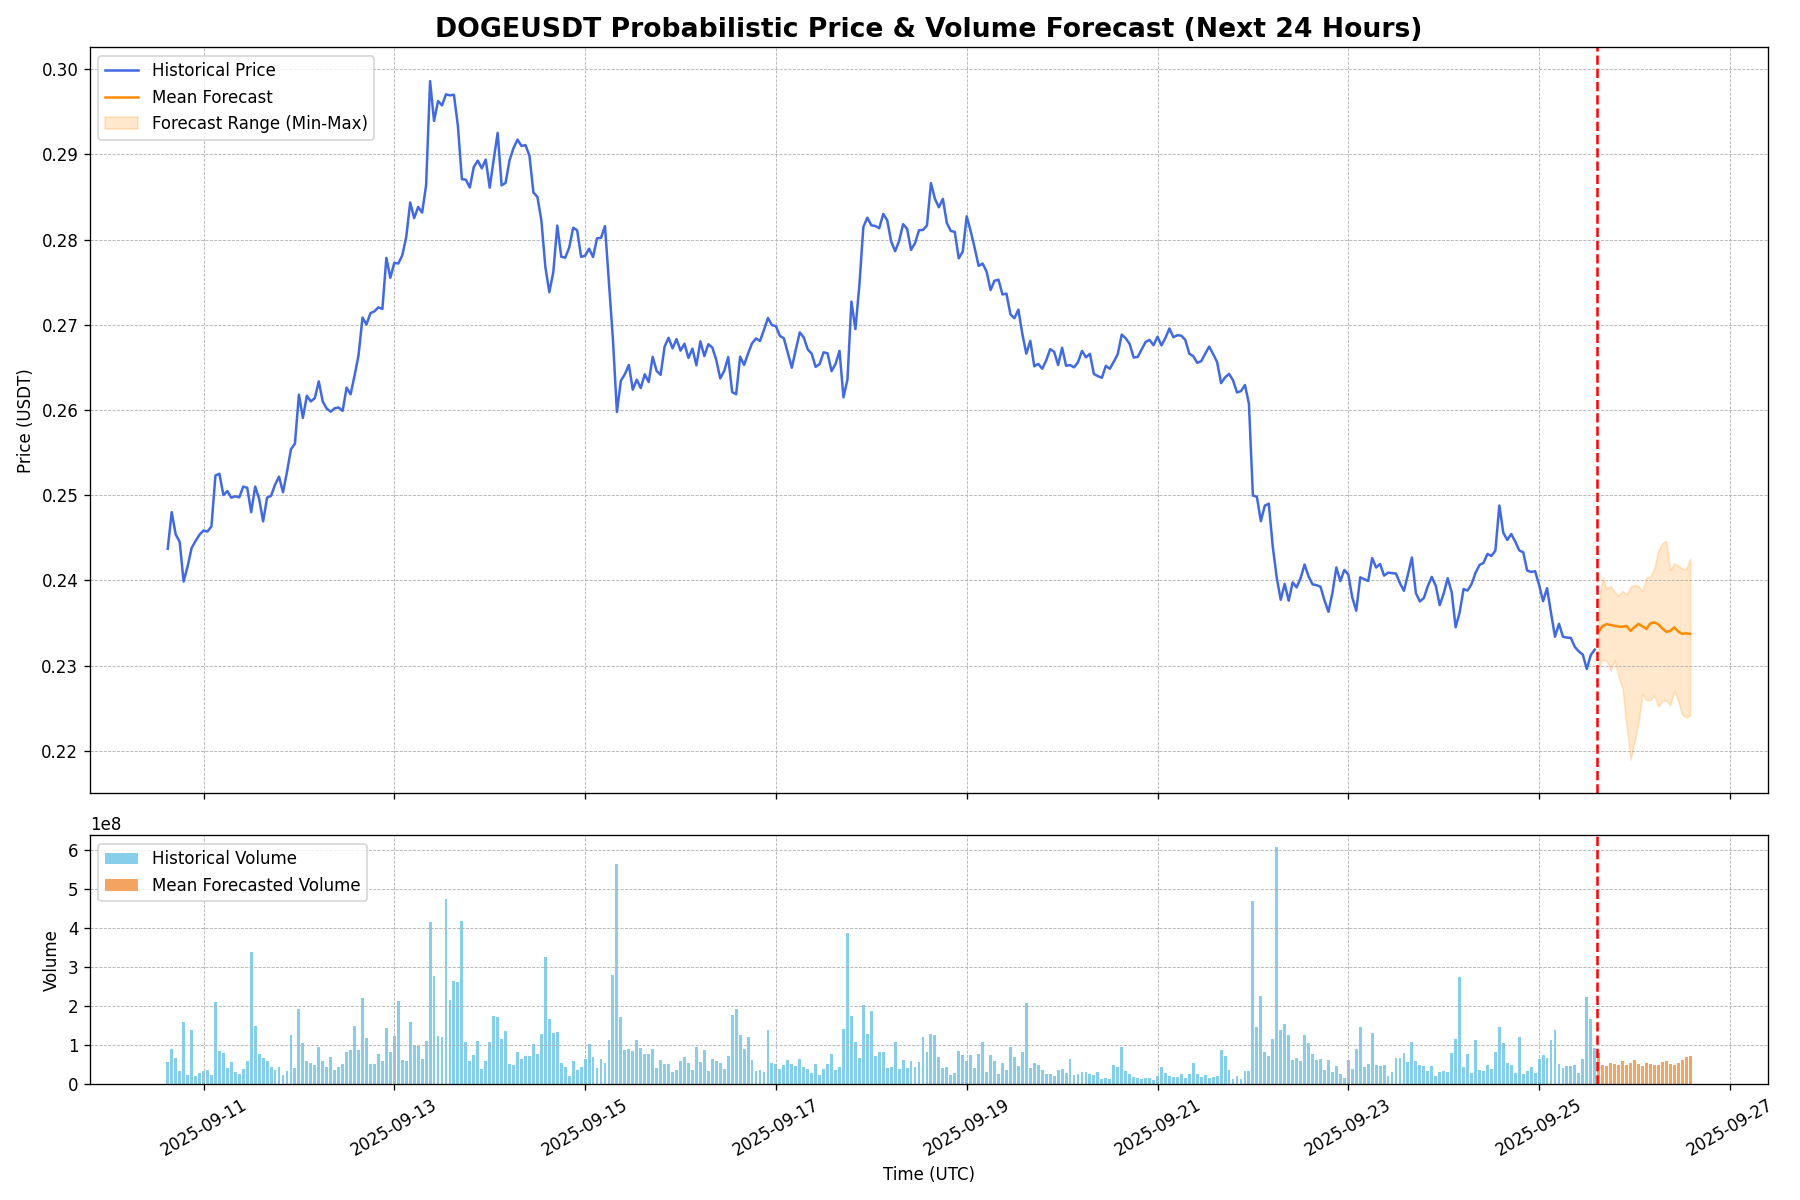 DOGEUSDT Probabilistic Price & Volume Forecast (Next 24 Hours)
Historical Price
Mean Forecast
Forecast Range (Min-Max)
0.30
0.29
0.28
0.27
0.26
0.25
0.24
0.23
0.22
Price (USDT)
1e8
Historical Volume
Mean Forecasted Volume
6
5
4
3
2
1
0
Volume
2025-09-11
2025-09-13
2025-09-15
2025-09-17
2025-09-19
2025-09-21
2025-09-23
2025-09-25
2025-09-27
Time (UTC)